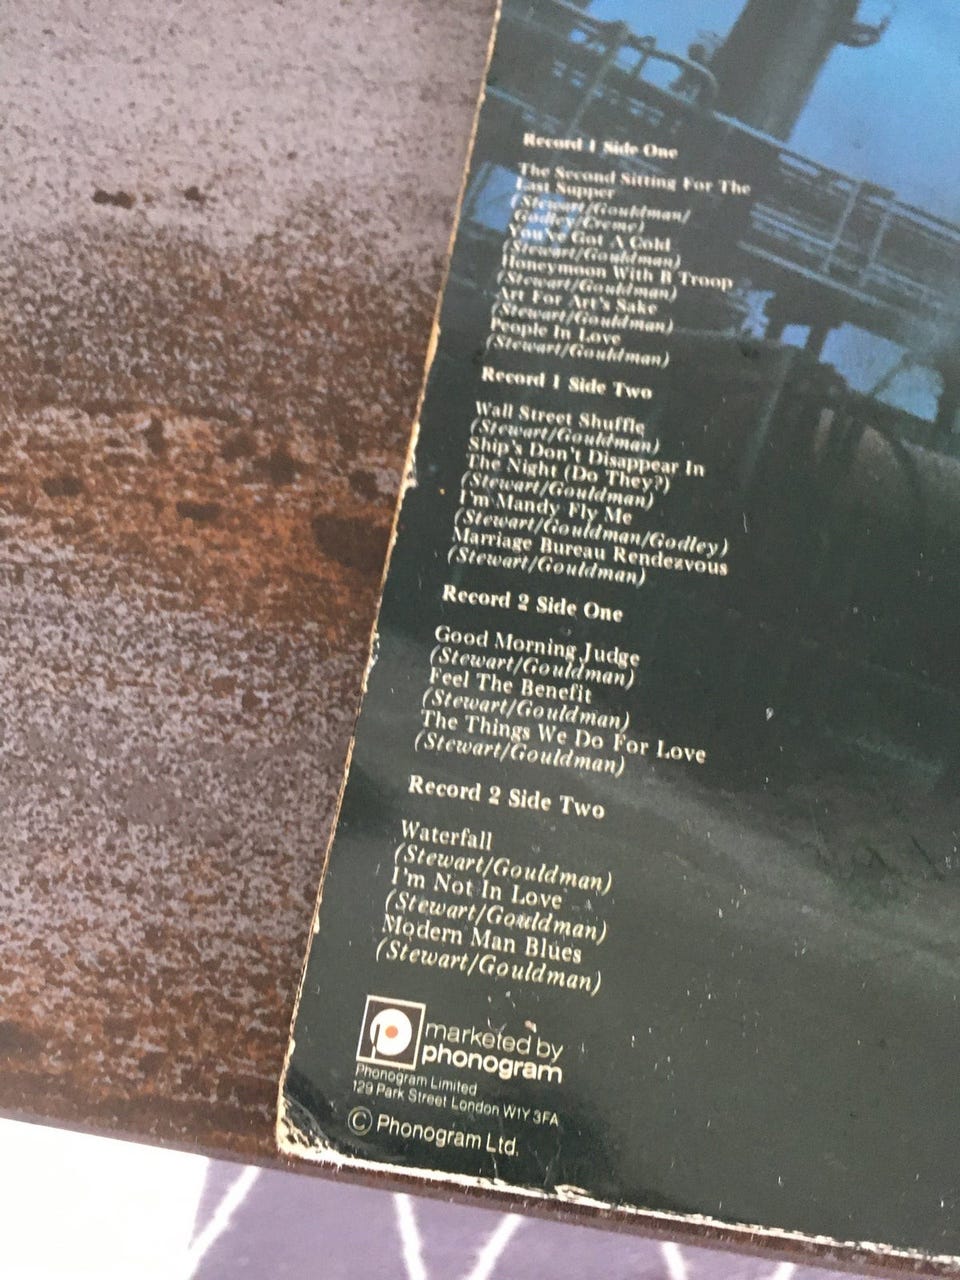 Record 1 Side One
The Second Sitting For The
Last Supper
(Stewart/Gouldman/
Godley/Creme)
You've Got A Cold
(Stewart/Gouldman)
Honeymoon With B Troop
(Stewart/Gouldman)
Art For Art's Sake
(Stewart/Gouldman)
People In Love
(Stewart/Gouldman)
Record 1 Side Two
Wall Street Shuffle
(Stewart/Gouldman)
Ship's Don't Disappear In
The Night (Do They?)
(Stewart/Gouldman)
I'm Mandy Fly Me
(Stewart/Gouldman/Godley)
Marriage Bureau Rendezvous
(Stewart/Gouldman)
Record 2 Side One
Good Morning Judge
(Stewart/Gouldman)
Feel The Benefit
(Stewart/Gouldman)
The Things We Do For Love
(Stewart/Gouldman)
Record 2 Side Two
Waterfall
(Stewart/Gouldman)
I'm Not In Love
(Stewart/Gouldman)
Modern Man Blues
(Stewart/Gouldman)
marketed by
phonogram
Phonogram Limited
129 Park Street London W1Y 3FA
© Phonogram Ltd.